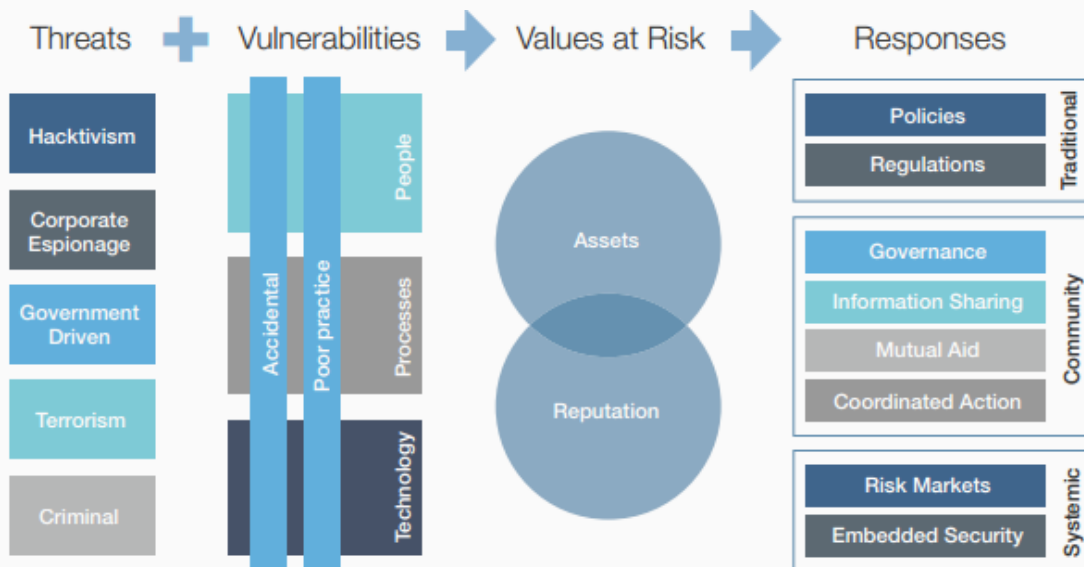 Threats
Vulnerabilities
Values at Risk
Responses
Hacktivism
Corporate
Espionage
Government
Driven
Terrorism
Criminal
Accidental
Poor practice
People
Processes
Technology
Assets
Reputation
Policies
Regulations
Traditional
Governance
Information Sharing
Mutual Aid
Coordinated Action
Community
Risk Markets
Embedded Security
Systemic